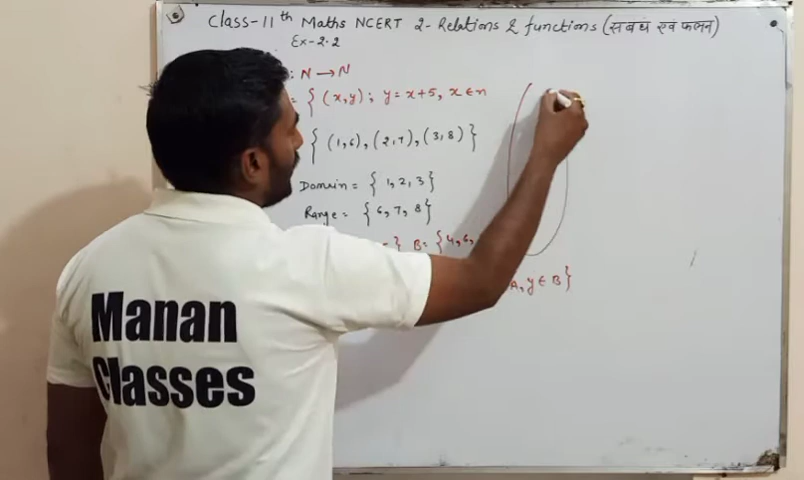 Class-11th Maths NCERT 2- Relations & functions (संबंध एवं फलन)
Ex-2.2
: N → N
= { (x,y); y = x+5, x ∈ n
{ (1,6), (2,7), (3,8) }
Domain = { 1, 2, 3 }
Range = { 6, 7, 8 }
} B = { 4, 6,
A, y ∈ B }
Manan
Classes